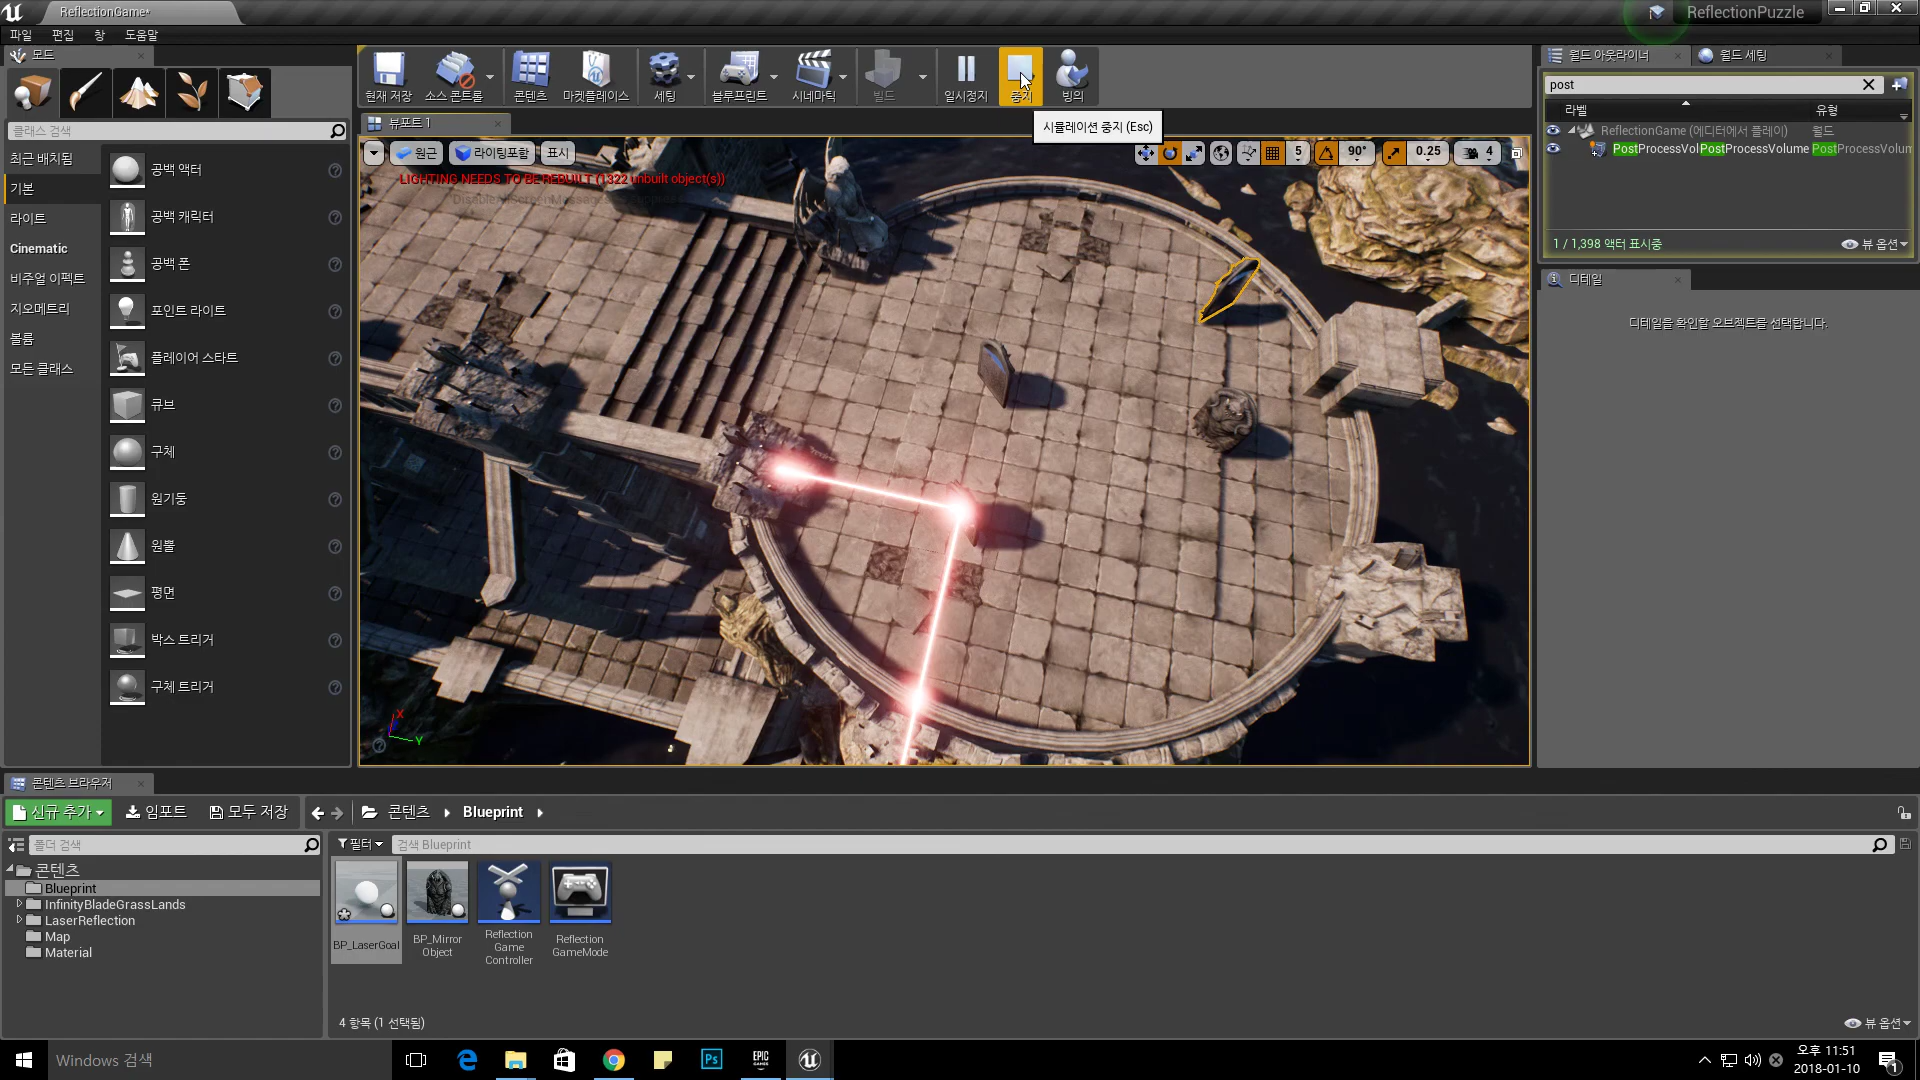 ReflectionGame*
ReflectionPuzzle
파일 편집 창 도움말
모드
현재 저장
소스 콘트롤
콘텐츠
마켓플레이스
세팅
블루프린트
시네마틱
빌드
일시정지
중지
빙의
시뮬레이션 중지 (Esc)
클래스 검색
최근 배치됨
기본
라이트
Cinematic
비주얼 이펙트
지오메트리
볼륨
모든 클래스
공백 액터
공백 캐릭터
공백 폰
포인트 라이트
플레이어 스타트
큐브
구체
원기둥
원뿔
평면
박스 트리거
구체 트리거
뷰포트 1
원근
라이팅포함
표시
5
90°
0.25
4
LIGHTING NEEDS TO BE REBUILT (1322 unbuilt object(s))
X
Y
월드 아웃라이너
월드 세팅
post
라벨
유형
ReflectionGame (에디터에서 플레이)
월드
PostProcessVolPostProcessVolume
PostProcessVolum
1 / 1,398 액터 표시중
뷰 옵션
디테일
디테일을 확인할 오브젝트를 선택합니다.
콘텐츠 브라우저
신규 추가
임포트
모두 저장
콘텐츠
Blueprint
폴더 검색
필터
검색 Blueprint
콘텐츠
Blueprint
InfinityBladeGrassLands
LaserReflection
Map
Material
BP_LaserGoal
BP_Mirror
Object
Reflection
Game
Controller
Reflection
GameMode
4 항목 (1 선택됨)
뷰 옵션
Windows 검색
Ps
EPIC
GAMES
오후 11:51
2018-01-10
1